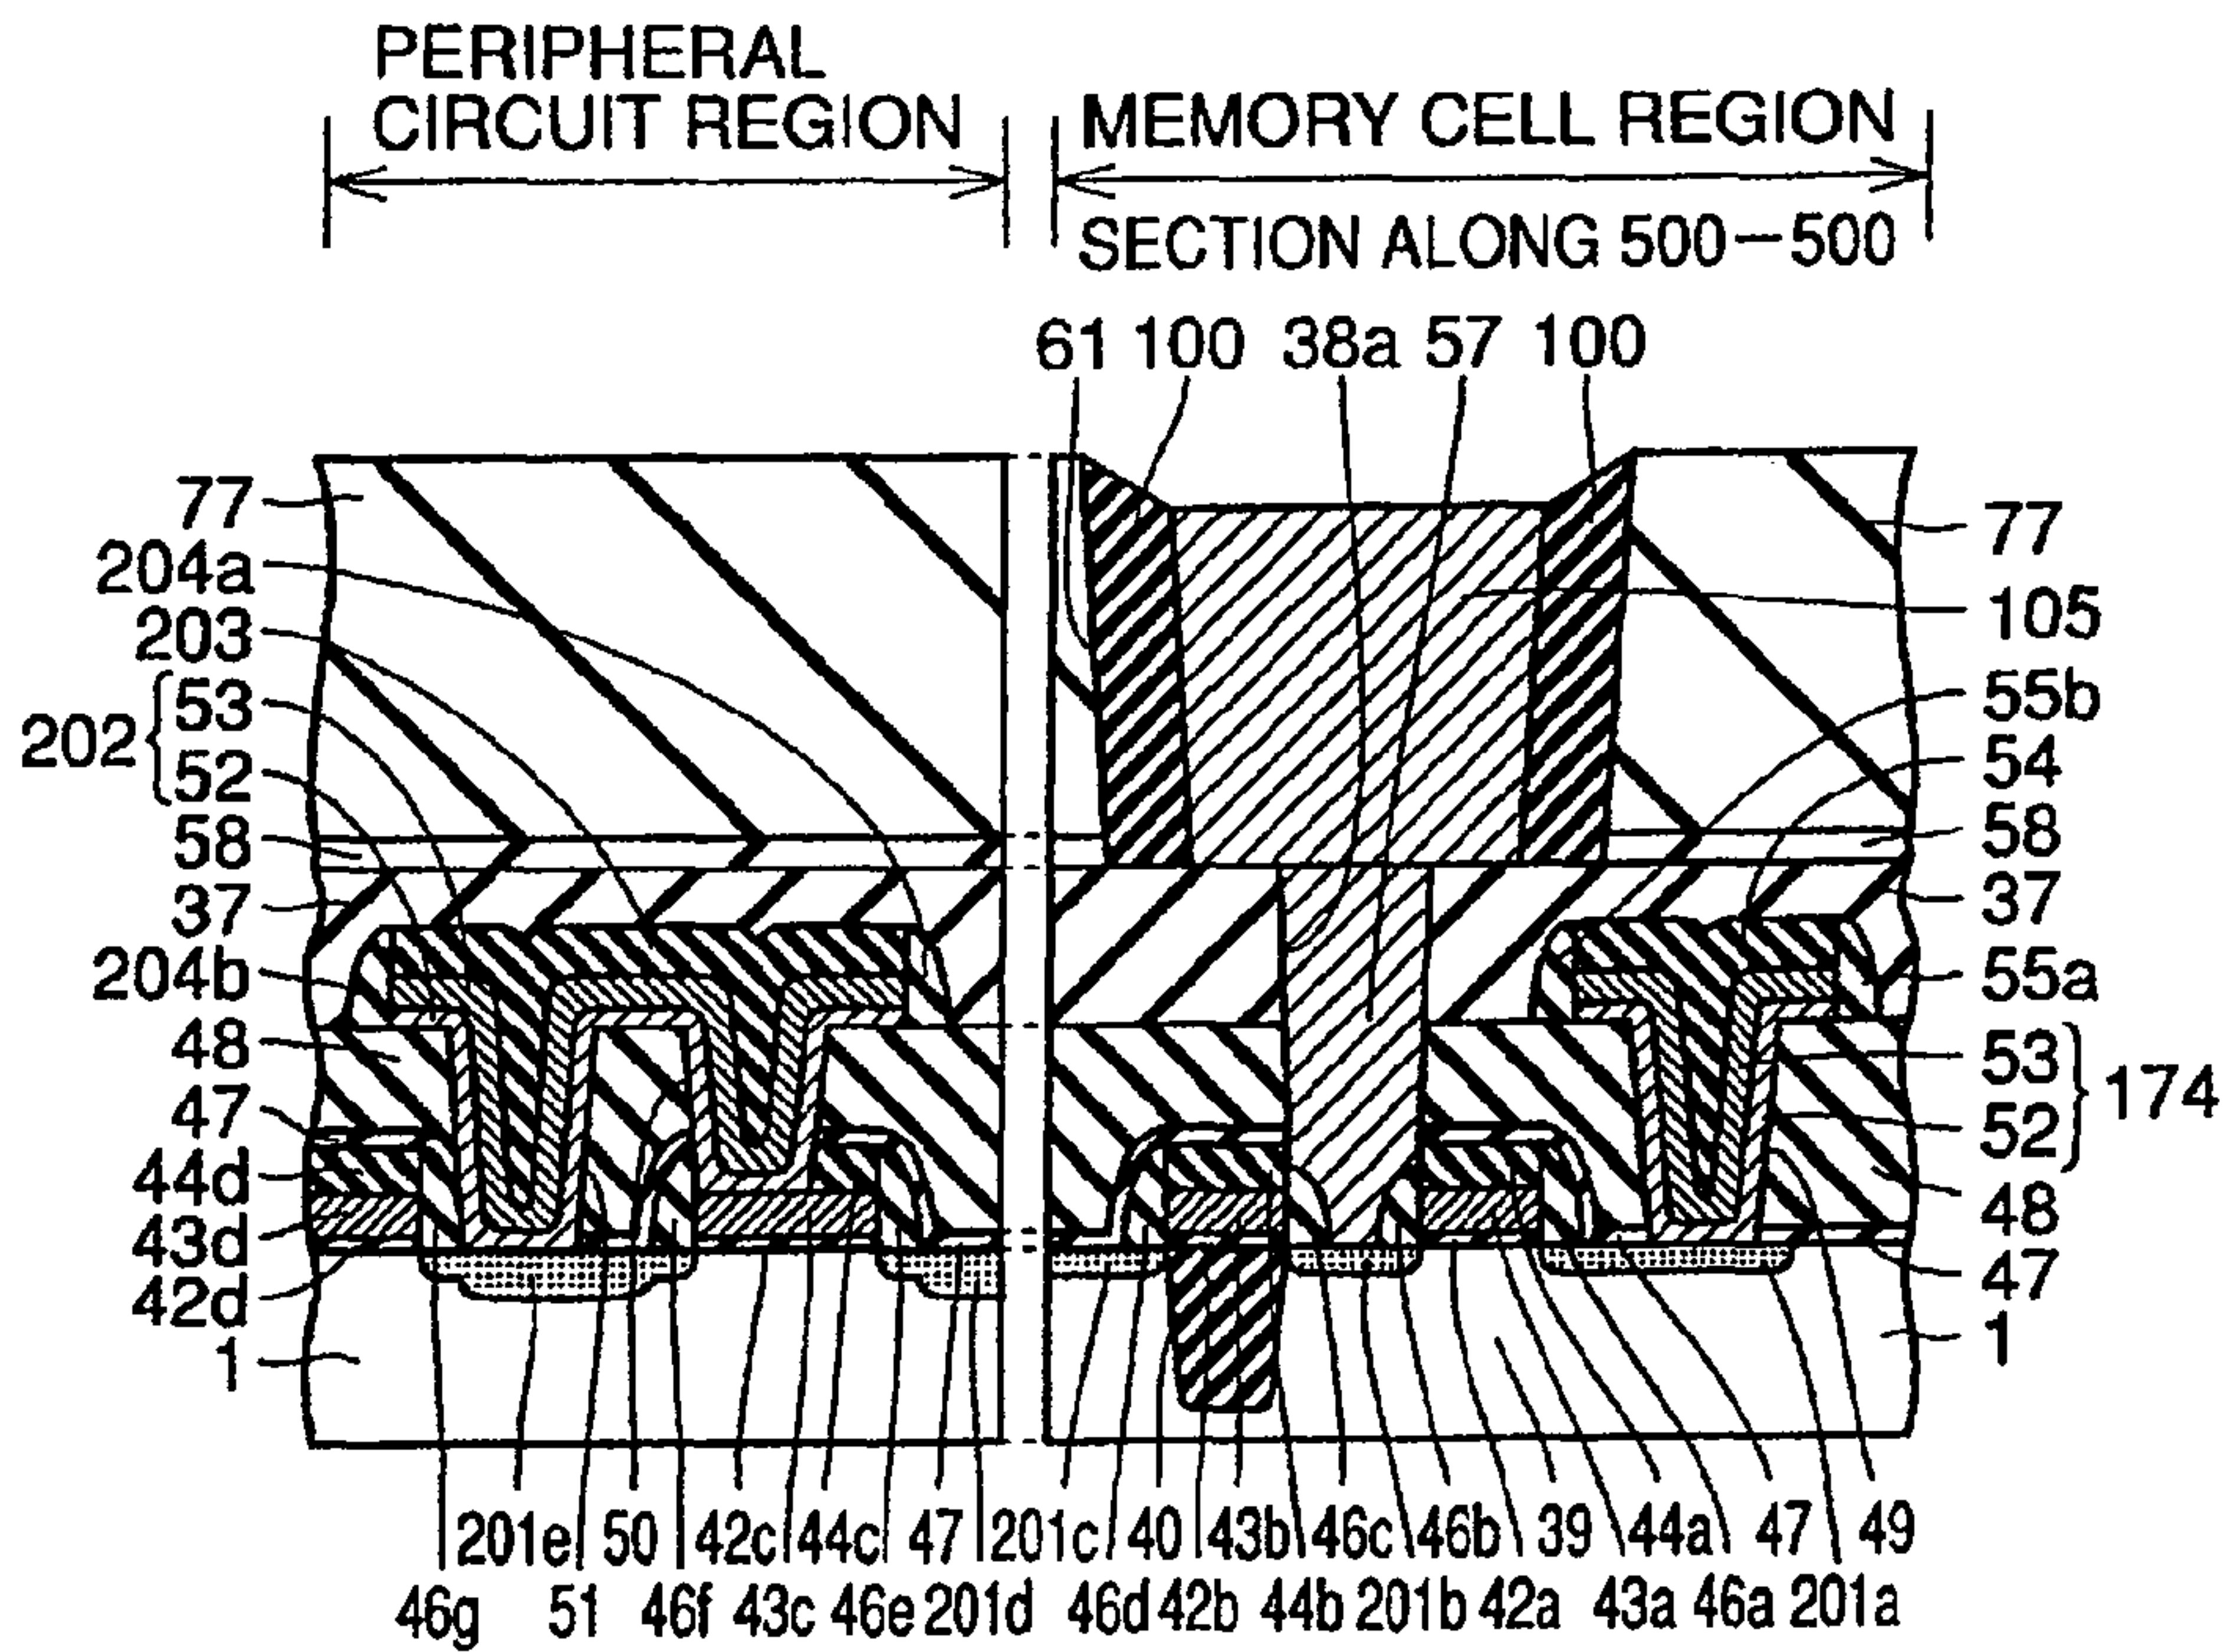 PERIPHERAL
CIRCUIT REGION
MEMORY CELL REGION
SECTION ALONG 500—500
61 100 38a 57 100
77
204a
203
202 { 53
52
58
37
204b
48
47
44d
43d
42d
1
77
105
55b
54
58
37
55a
53
52 } 174
48
47
1
201e 50 42c 44c 47 201c 40 43b 46c 46b 39 44a 47 49
46g 51 46f 43c 46e 201d 46d 42b 44b 201b 42a 43a 46a 201a